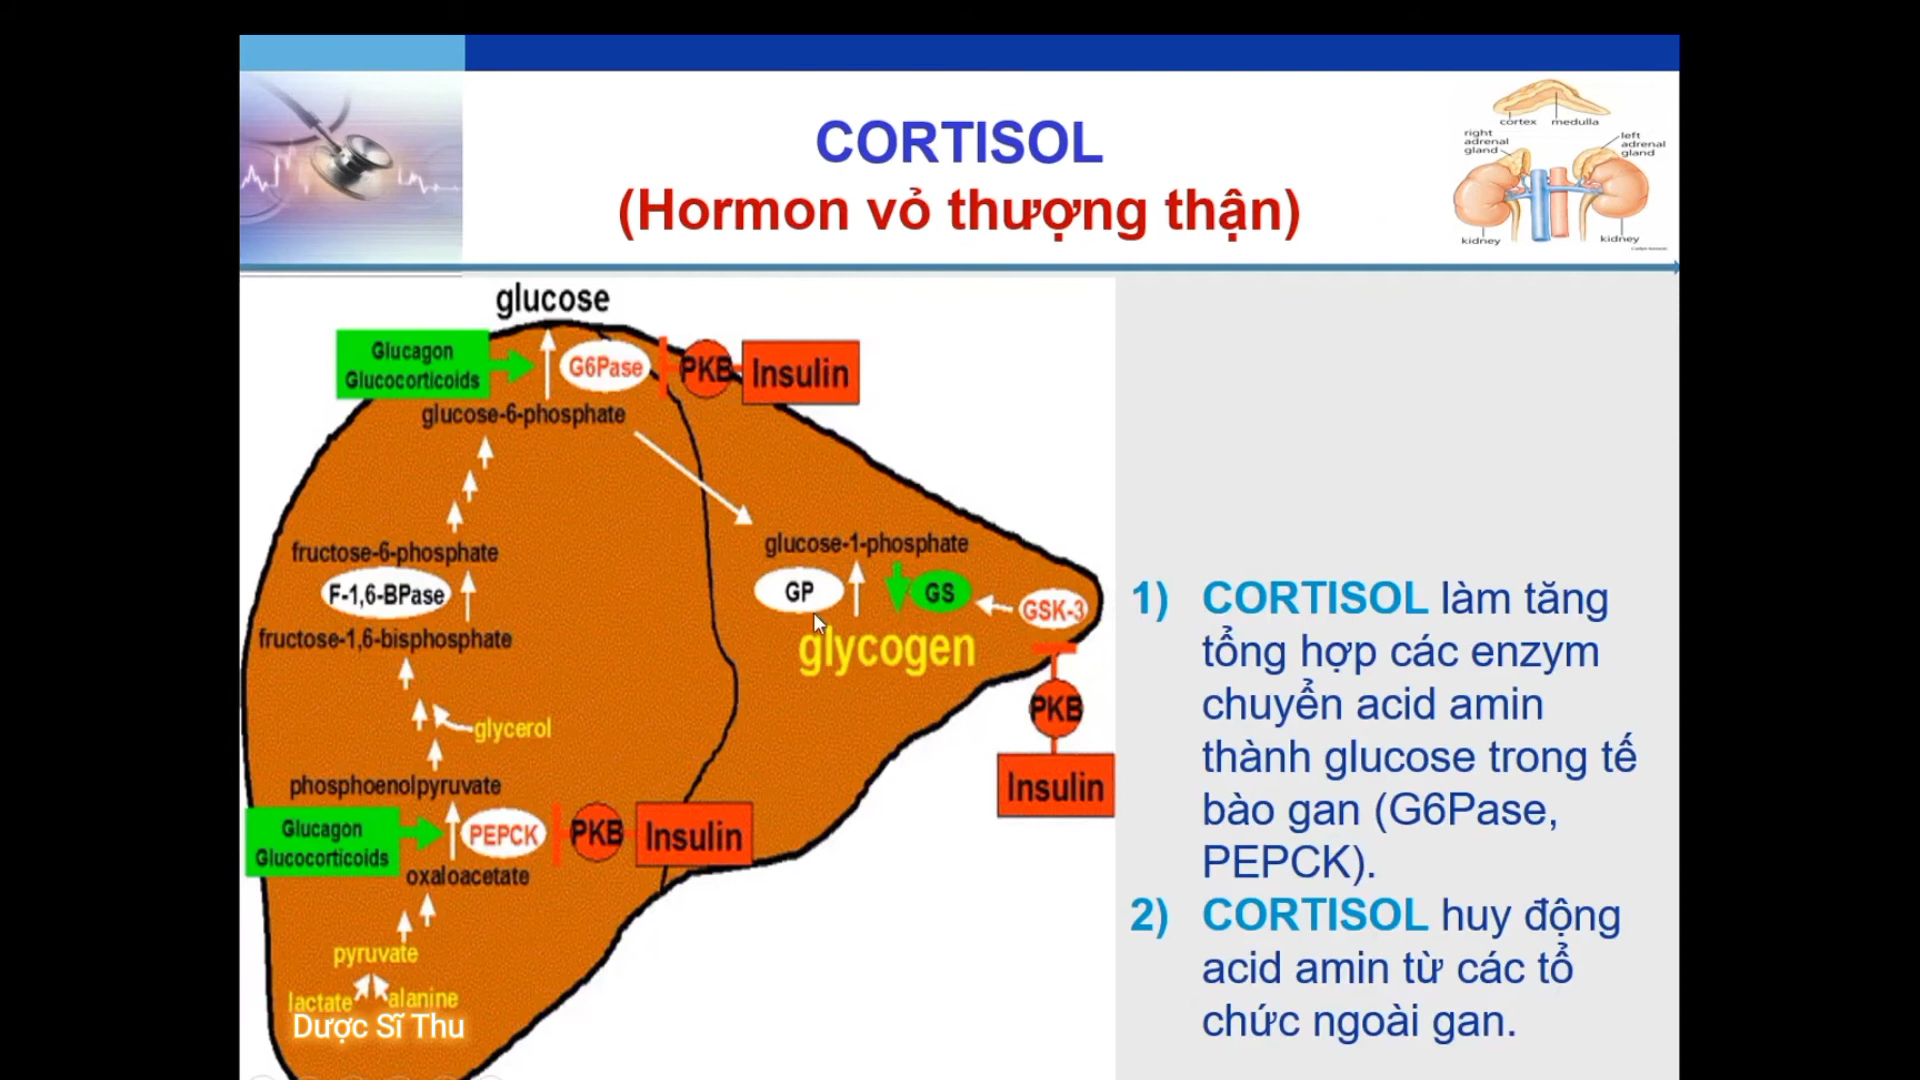 CORTISOL
(Hormon vỏ thượng thận)
cortex
medulla
right
adrenal
gland
left
adrenal
gland
kidney
kidney
glucose
Glucagon
Glucocorticoids
G6Pase
PKB
Insulin
glucose-6-phosphate
glucose-1-phosphate
fructose-6-phosphate
F-1,6-BPase
GP
GS
GSK-3
fructose-1,6-bisphosphate
glycogen
PKB
glycerol
Insulin
phosphoenolpyruvate
Glucagon
Glucocorticoids
PEPCK
PKB
Insulin
oxaloacetate
pyruvate
lactate
alanine
Dược Sĩ Thu
1) CORTISOL làm tăng
tổng hợp các enzym
chuyển acid amin
thành glucose trong tế
bào gan (G6Pase,
PEPCK).
2) CORTISOL huy động
acid amin từ các tổ
chức ngoài gan.